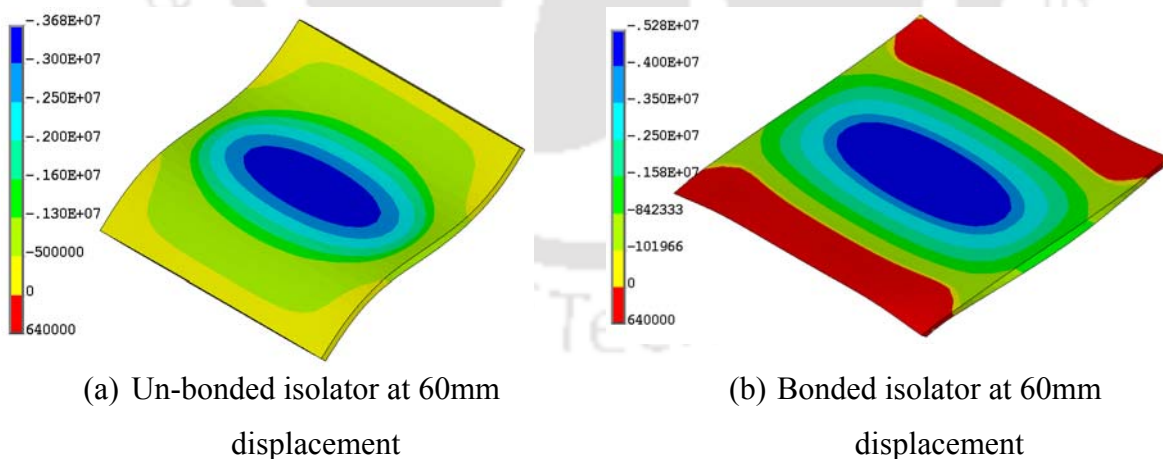 -.368E+07
-.300E+07
-.200E+07
-.160E+07
-.130E+07
-500000
0
640000
-.528E+07
-.400E+07
-.350E+07
-.250E+07
-.158E+07
-842333
-101966
0
640000
(a) Un-bonded isolator at 60mm
displacement
(b) Bonded isolator at 60mm
displacement